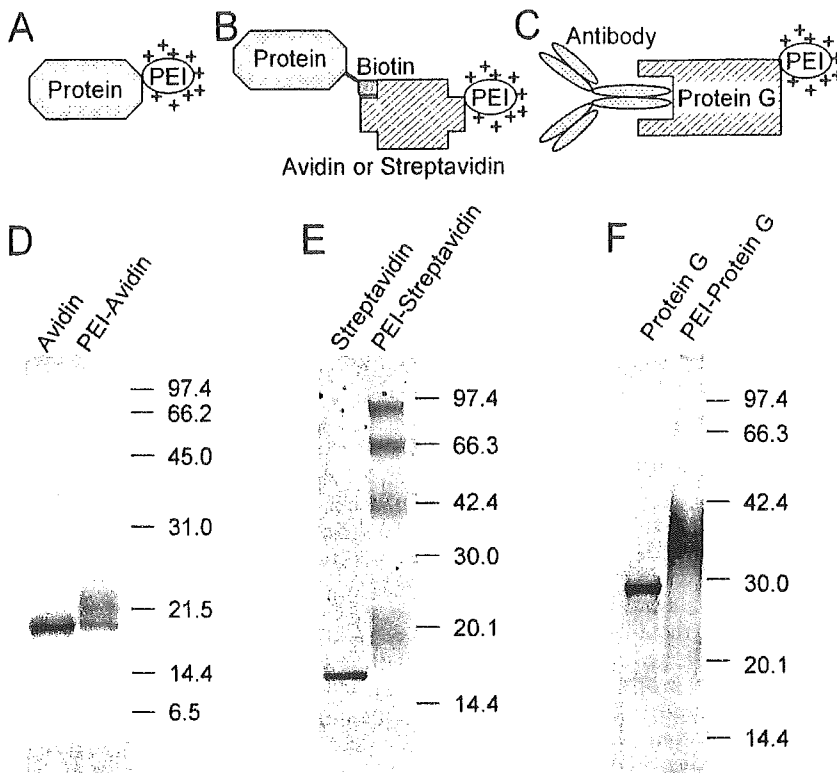 A
Protein
PEI
B
Protein
Biotin
PEI
Avidin or Streptavidin
C
Antibody
Protein G
PEI
D
Avidin
PEI-Avidin
97.4
66.2
45.0
31.0
21.5
14.4
6.5
E
Streptavidin
PEI-Streptavidin
97.4
66.3
42.4
30.0
20.1
14.4
F
Protein G
PEI-Protein G
97.4
66.3
42.4
30.0
20.1
14.4